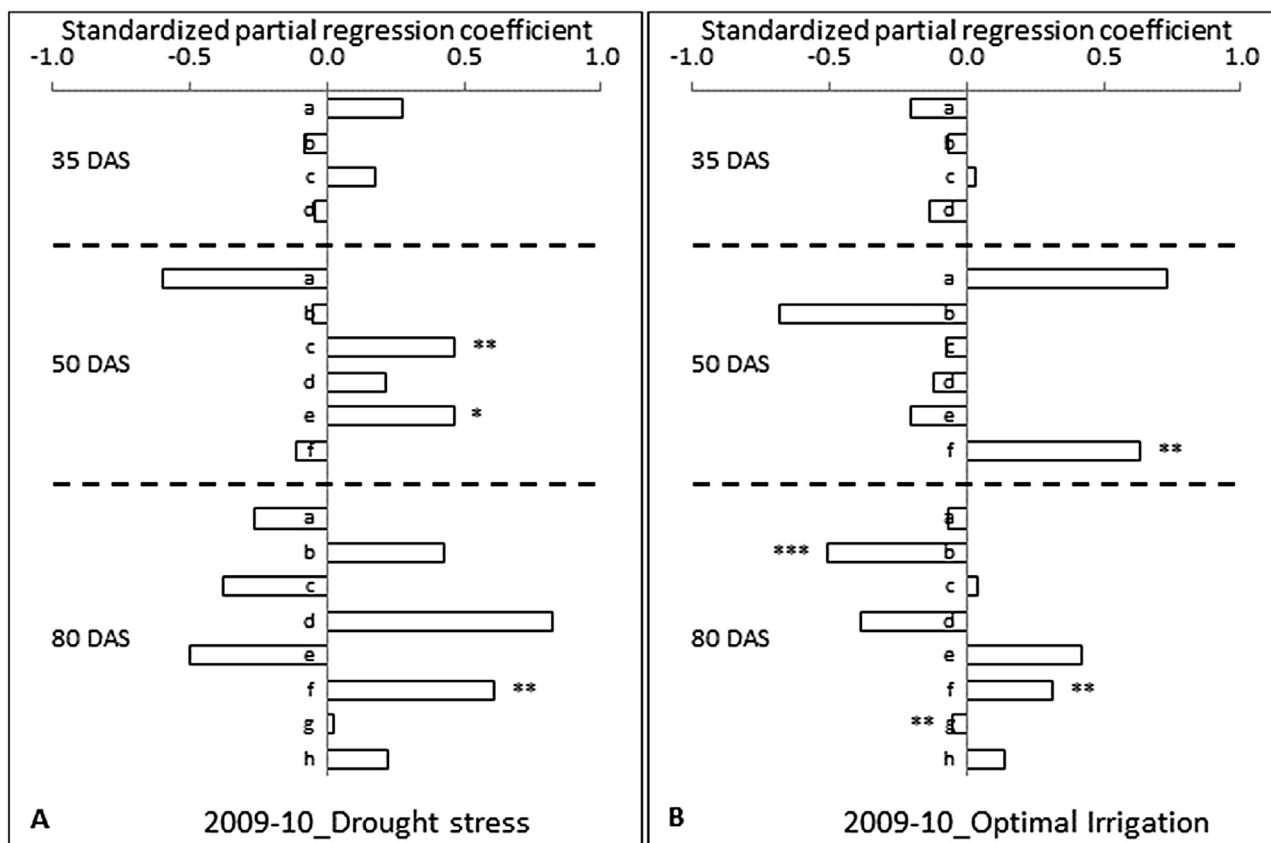 Standardized partial regression coefficient
-1.0 -0.5 0.0 0.5 1.0
a
b
35 DAS
c
d
a
b
50 DAS
c **
d
e *
f
a
b
c
80 DAS
d
e
f **
g
h
A 2009-10_Drought stress
Standardized partial regression coefficient
-1.0 -0.5 0.0 0.5 1.0
a
b
35 DAS
c
d
a
b
50 DAS
c
d
e
f **
a
*** b
c
80 DAS
d
e
f **
** g
h
B 2009-10_Optimal Irrigation